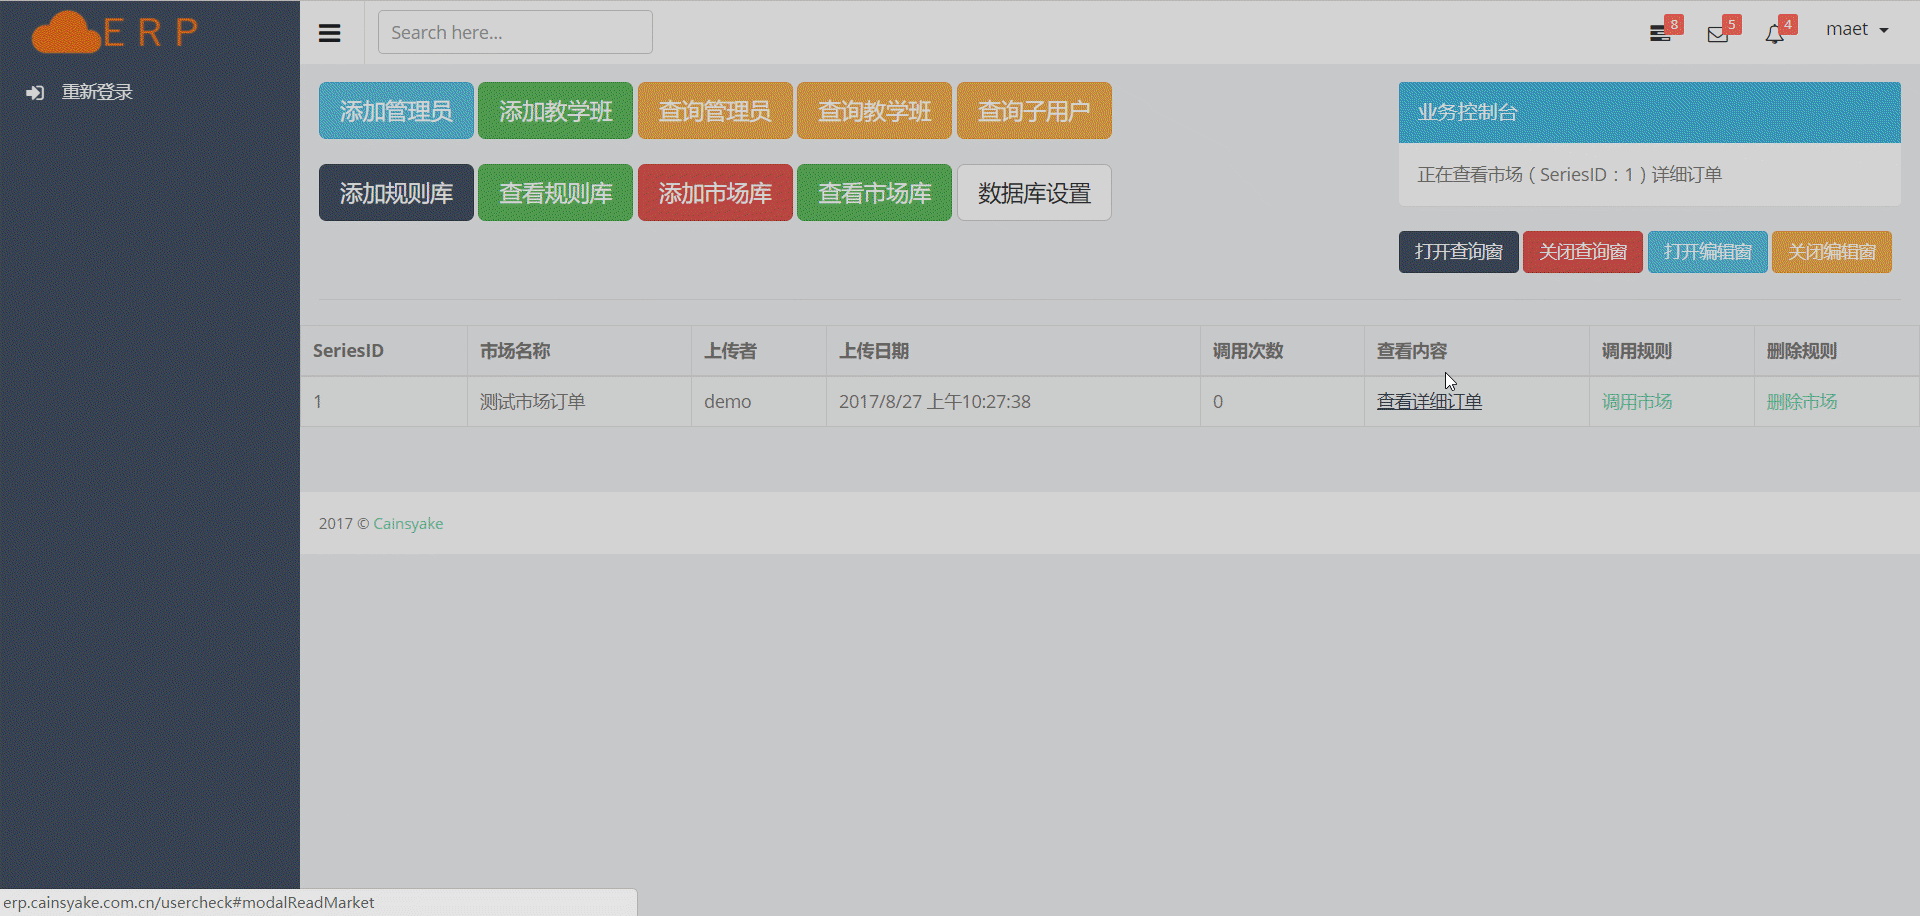 ERP
Search here...
8
5
4
maet
重新登录
添加管理员 添加教学班 查询管理员 查询教学班 查询子用户
添加规则库 查看规则库 添加市场库 查看市场库 数据库设置
业务控制台
正在查看市场（SeriesID：1）详细订单
打开查询窗 关闭查询窗 打开编辑窗 关闭编辑窗
SeriesID 市场名称 上传者 上传日期 调用次数 查看内容 调用规则 删除规则
1 测试市场订单 demo 2017/8/27 上午10:27:38 0 查看详细订单 调用市场 删除市场
2017 © Cainsyake
erp.cainsyake.com.cn/usercheck#modalReadMarket